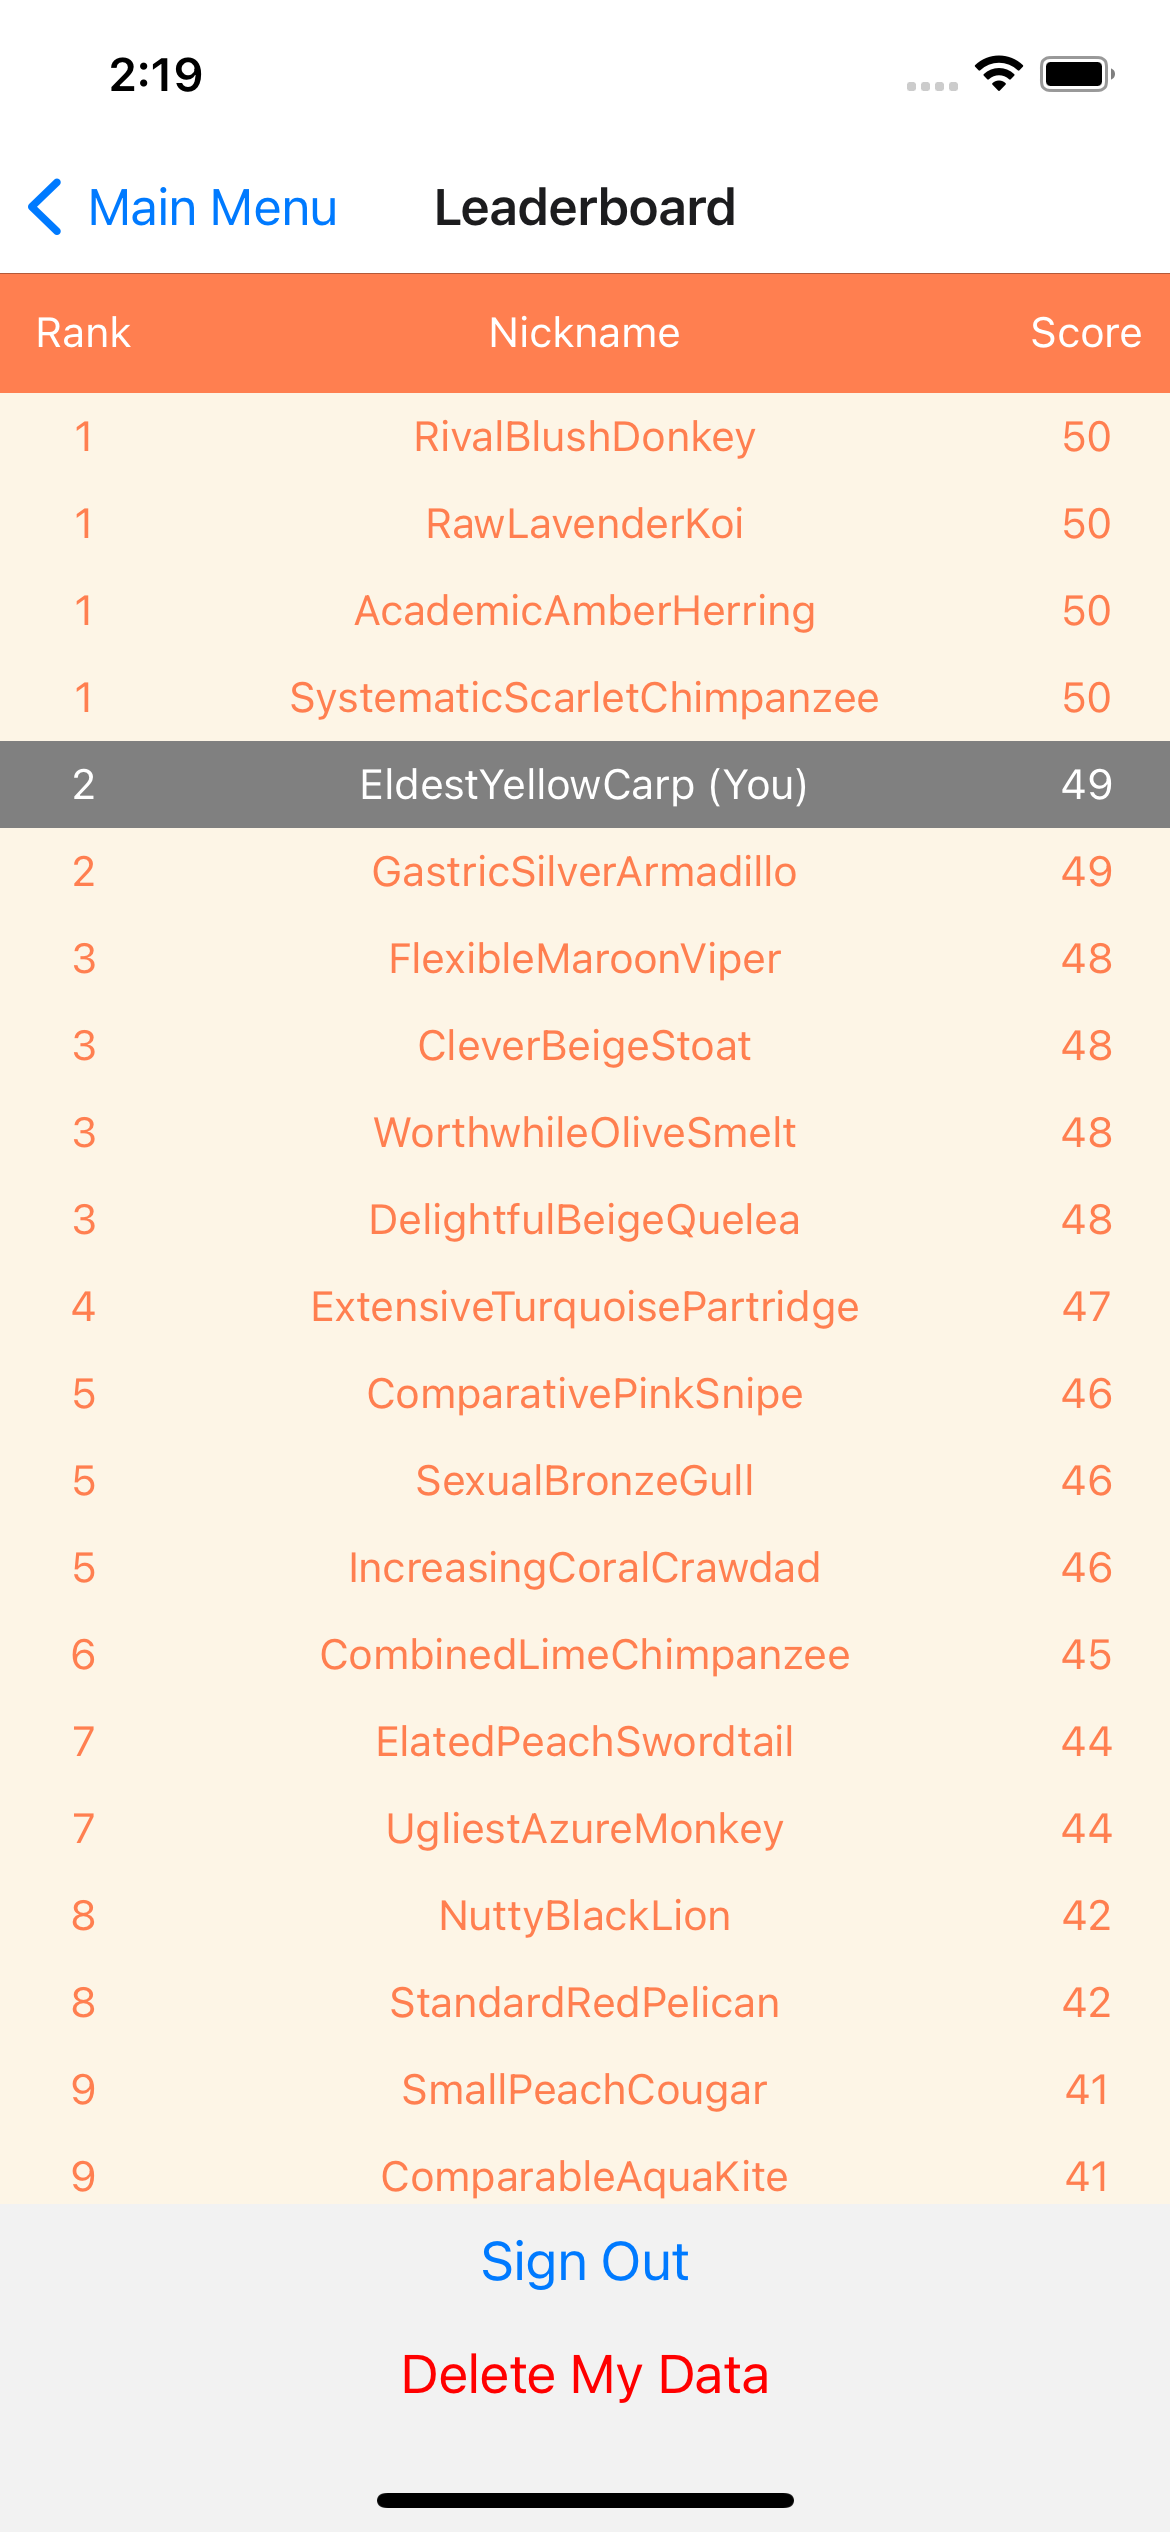 2:19
Main Menu Leaderboard
Rank Nickname Score
1 RivalBlushDonkey 50
1 RawLavenderKoi 50
1 AcademicAmberHerring 50
1 SystematicScarletChimpanzee 50
2 EldestYellowCarp (You) 49
2 GastricSilverArmadillo 49
3 FlexibleMaroonViper 48
3 CleverBeigeStoat 48
3 WorthwhileOliveSmelt 48
3 DelightfulBeigeQuelea 48
4 ExtensiveTurquoisePartridge 47
5 ComparativePinkSnipe 46
5 SexualBronzeGull 46
5 IncreasingCoralCrawdad 46
6 CombinedLimeChimpanzee 45
7 ElatedPeachSwordtail 44
7 UgliestAzureMonkey 44
8 NuttyBlackLion 42
8 StandardRedPelican 42
9 SmallPeachCougar 41
9 ComparableAquaKite 41
Sign Out
Delete My Data